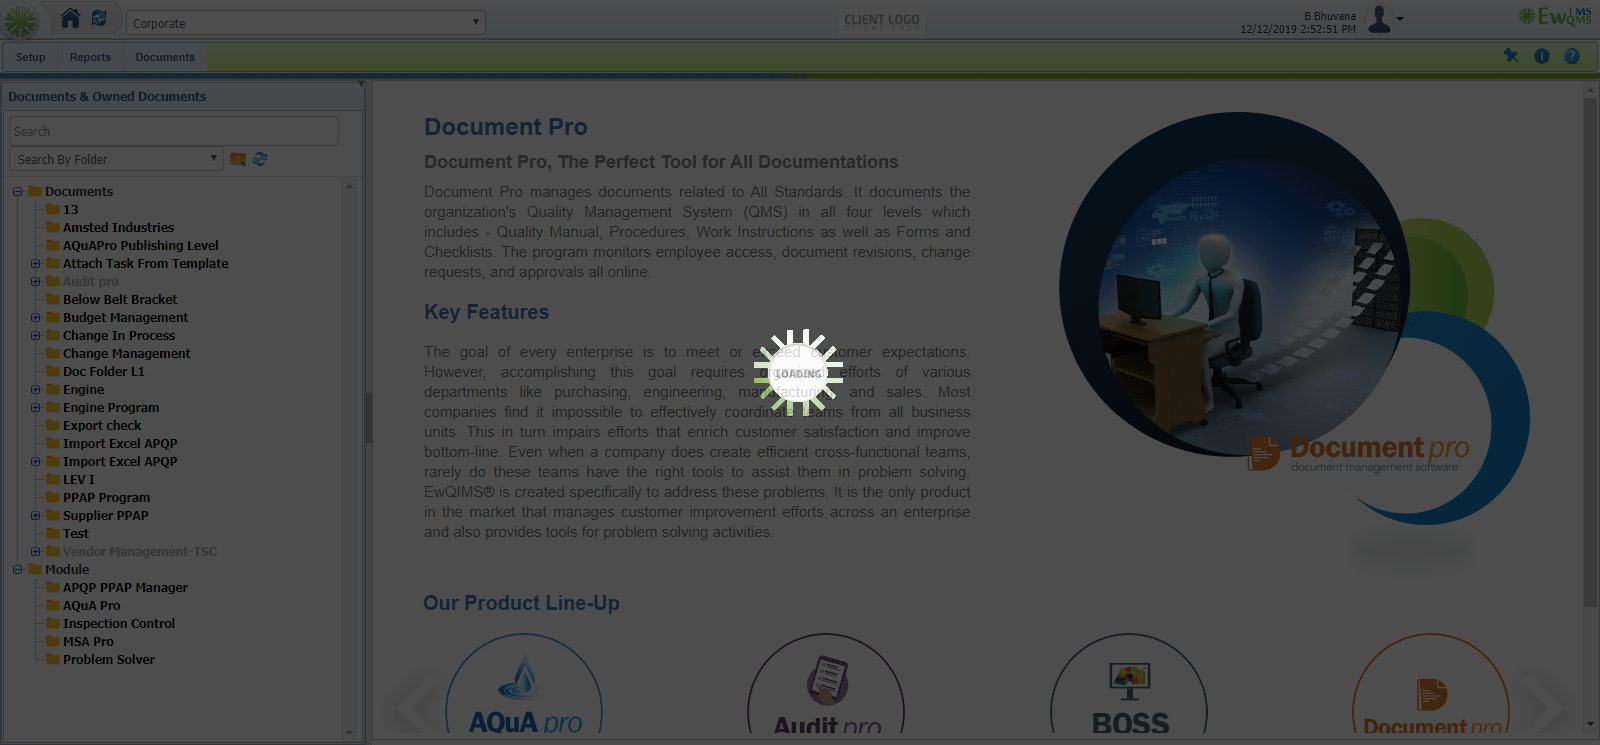 Corporate
CLIENT LOGO
B Bhuvana
12/12/2019 2:52:51 PM
EwQIMS
Setup Reports Documents
Documents & Owned Documents
Search
Search By Folder
Documents
13
Amsted Industries
AQuAPro Publishing Level
Attach Task From Template
Audit pro
Below Belt Bracket
Budget Management
Change In Process
Change Management
Doc Folder L1
Engine
Engine Program
Export check
Import Excel APQP
Import Excel APQP
LEV I
PPAP Program
Supplier PPAP
Test
Vendor Management-TSC
Module
APQP PPAP Manager
AQuA Pro
Inspection Control
MSA Pro
Problem Solver
Document Pro
Document Pro, The Perfect Tool for All Documentations
Document Pro manages documents related to All Standards. It documents the
organization's Quality Management System (QMS) in all four levels which
includes - Quality Manual, Procedures, Work Instructions as well as Forms and
Checklists. The program monitors employee access, document revisions, change
requests, and approvals all online.
Key Features
The goal of every enterprise is to meet or exceed customer expectations.
However, accomplishing this goal requires efforts of various
departments like purchasing, engineering, manufacturing, and sales. Most
companies find it impossible to effectively coordinate teams from all business
units. This in turn impairs efforts that enrich customer satisfaction and improve
bottom-line. Even when a company does create efficient cross-functional teams,
rarely do these teams have the right tools to assist them in problem solving.
EwQIMS® is created specifically to address these problems. It is the only product
in the market that manages customer improvement efforts across an enterprise
and also provides tools for problem solving activities.
LOADING
Document pro
document management software
Our Product Line-Up
AQuA pro
Audit pro
BOSS
Document pro